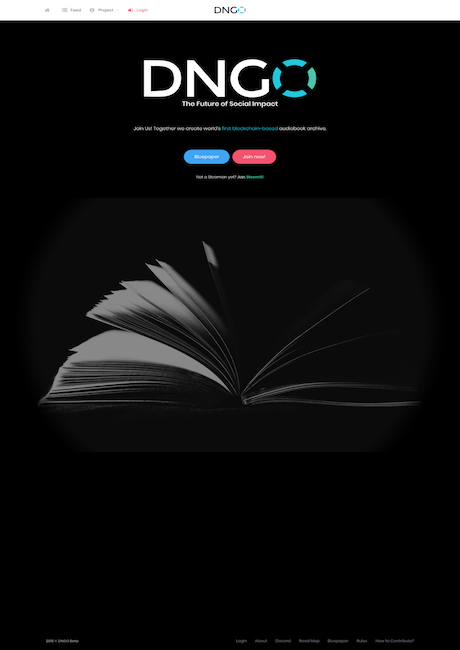 Feed Project Login DNGO
DNGO
The Future of Social Impact
Join Us! Together we create world's first blockchain-based audiobook archive.
Bluepaper Join now!
Not a Steemian yet? Join Steemit!
2018 © DNGO Beta Login About Discord Road Map Bluepaper Rules How to Contribute?